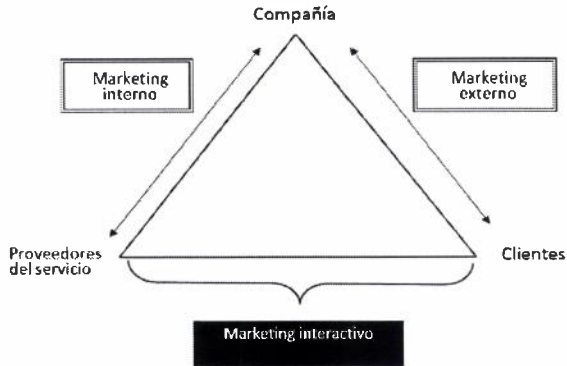 Compañía
Marketing
interno
Marketing
externo
Proveedores
del servicio
Clientes
Marketing interactivo